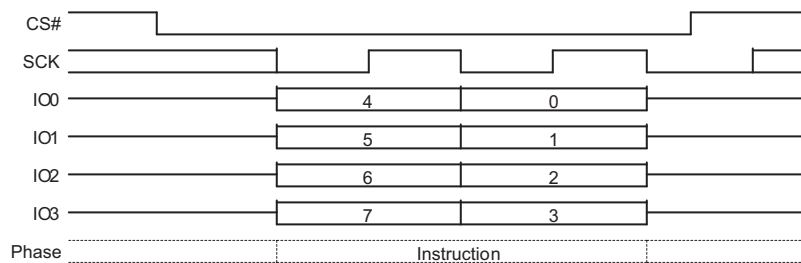 CS#
SCK
IO0 4 0
IO1 5 1
IO2 6 2
IO3 7 3
Phase Instruction